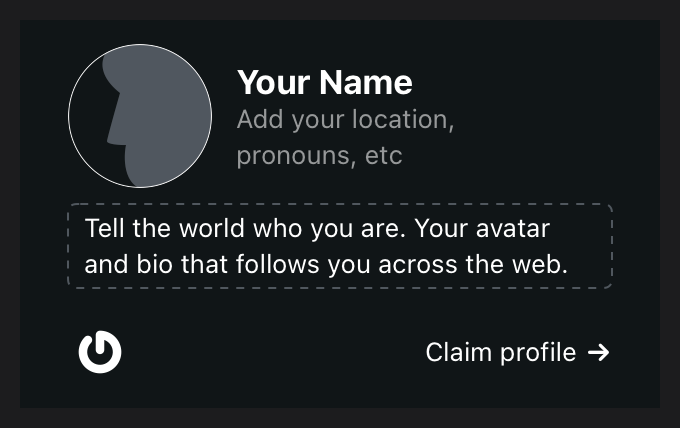 Your Name
Add your location,
pronouns, etc
Tell the world who you are. Your avatar
and bio that follows you across the web.
Claim profile →